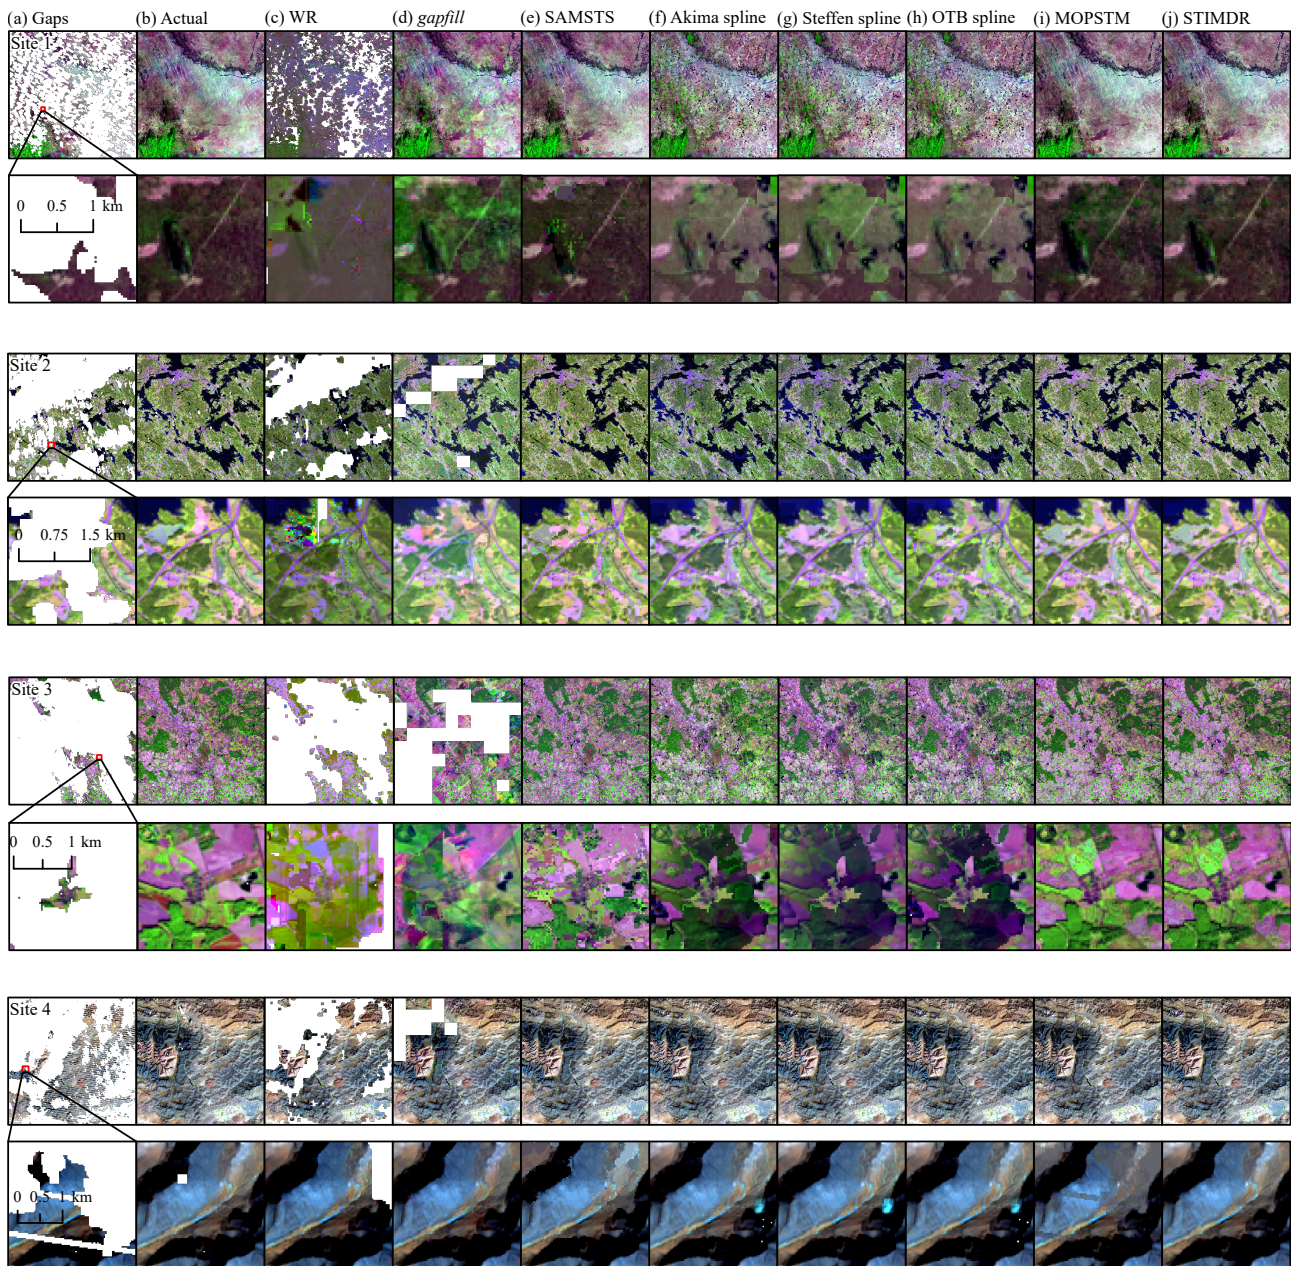 (a) Gaps (b) Actual (c) WR (d) gapfill (e) SAMSTS (f) Akima spline (g) Steffen spline (h) OTB spline (i) MOPSTM (j) STIMDR
Site 1
0 0.5 1 km
Site 2
0 0.75 1.5 km
Site 3
0 0.5 1 km
Site 4
0 0.5 1 km